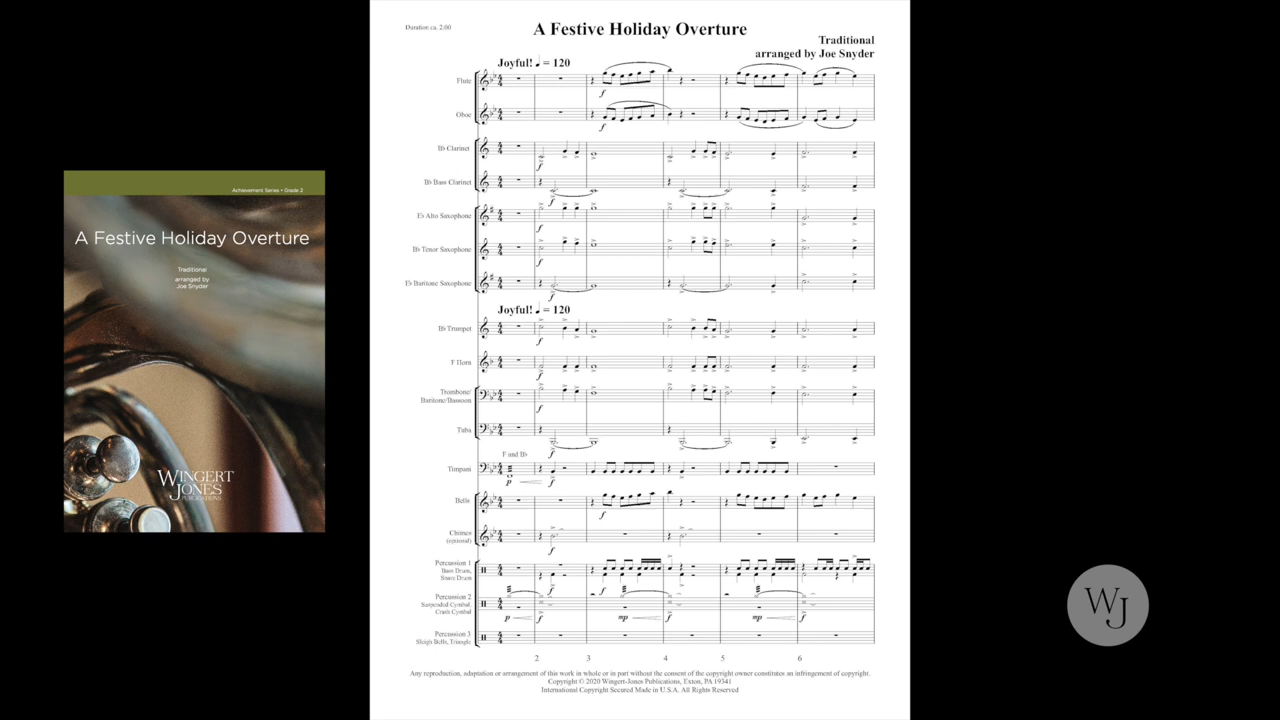 Achievement Series • Grade 2
A Festive Holiday Overture
Traditional
arranged by
Joe Snyder
WINGERT
JONES
PUBLICATIONS
Duration ca. 2:00
A Festive Holiday Overture
Traditional
arranged by Joe Snyder
Joyful! ♩ = 120
Flute
f
Oboe
f
B♭ Clarinet
f
B♭ Bass Clarinet
f
E♭ Alto Saxophone
f
B♭ Tenor Saxophone
f
E♭ Baritone Saxophone
f
Joyful! ♩ = 120
B♭ Trumpet
f
F Horn
f
Trombone/
Baritone/Bassoon
f
Tuba
f
F and B♭
Timpani
p f
Bells
f
Chimes
(optional)
f
Percussion 1
Bass Drum,
Snare Drum
f f
Percussion 2
Suspended Cymbal,
Crash Cymbal
p f mp f mp f
Percussion 3
Sleigh Bells, Triangle
2 3 4 5 6
Any reproduction, adaptation or arrangement of this work in whole or in part without the consent of the copyright owner constitutes an infringement of copyright.
Copyright © 2020 Wingert-Jones Publications, Exton, PA 19341
International Copyright Secured Made in U.S.A. All Rights Reserved
WJ